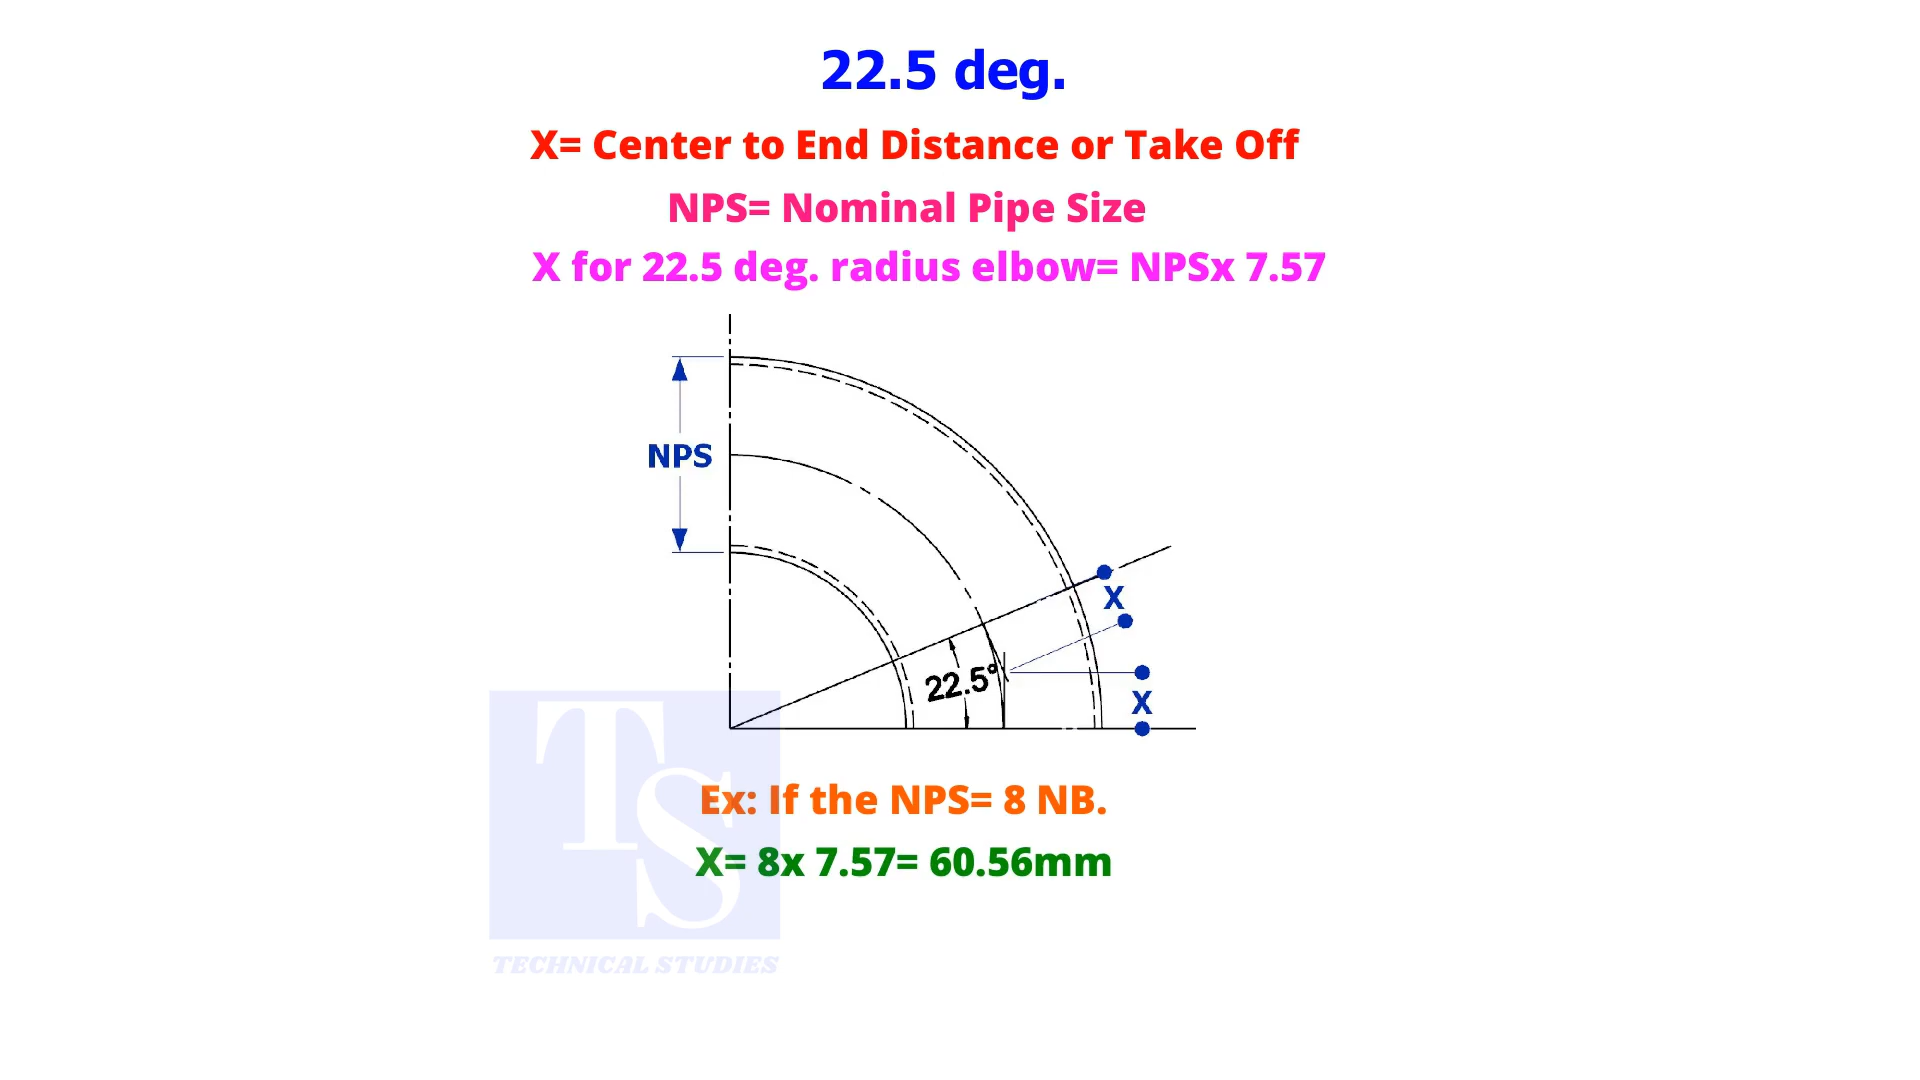 22.5 deg.
X= Center to End Distance or Take Off
NPS= Nominal Pipe Size
X for 22.5 deg. radius elbow= NPSx 7.57
NPS
X
22.5°
X
Ex: If the NPS= 8 NB.
X= 8x 7.57= 60.56mm
TS
TECHNICAL STUDIES